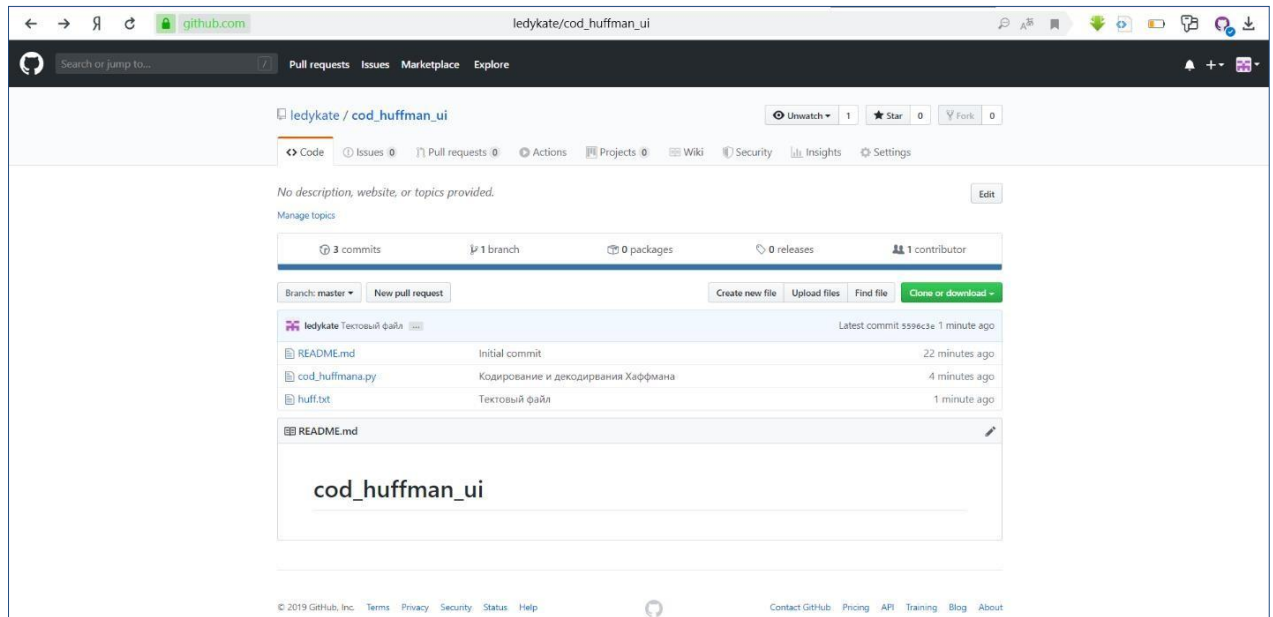 Я github.com ledykate/cod_huffman_ui
Search or jump to... / Pull requests Issues Marketplace Explore
ledykate / cod_huffman_ui Unwatch 1 Star 0 Fork 0
Code Issues 0 Pull requests 0 Actions Projects 0 Wiki Security Insights Settings
No description, website, or topics provided. Edit
Manage topics
3 commits 1 branch 0 packages 0 releases 1 contributor
Branch: master New pull request Create new file Upload files Find file Clone or download
ledykate Тектовый файл ... Latest commit 5596c3e 1 minute ago
README.md Initial commit 22 minutes ago
cod_huffmana.py Кодирование и декодирвания Хаффмана 4 minutes ago
huff.txt Тектовый файл 1 minute ago
README.md
cod_huffman_ui
© 2019 GitHub, Inc. Terms Privacy Security Status Help Contact GitHub Pricing API Training Blog About